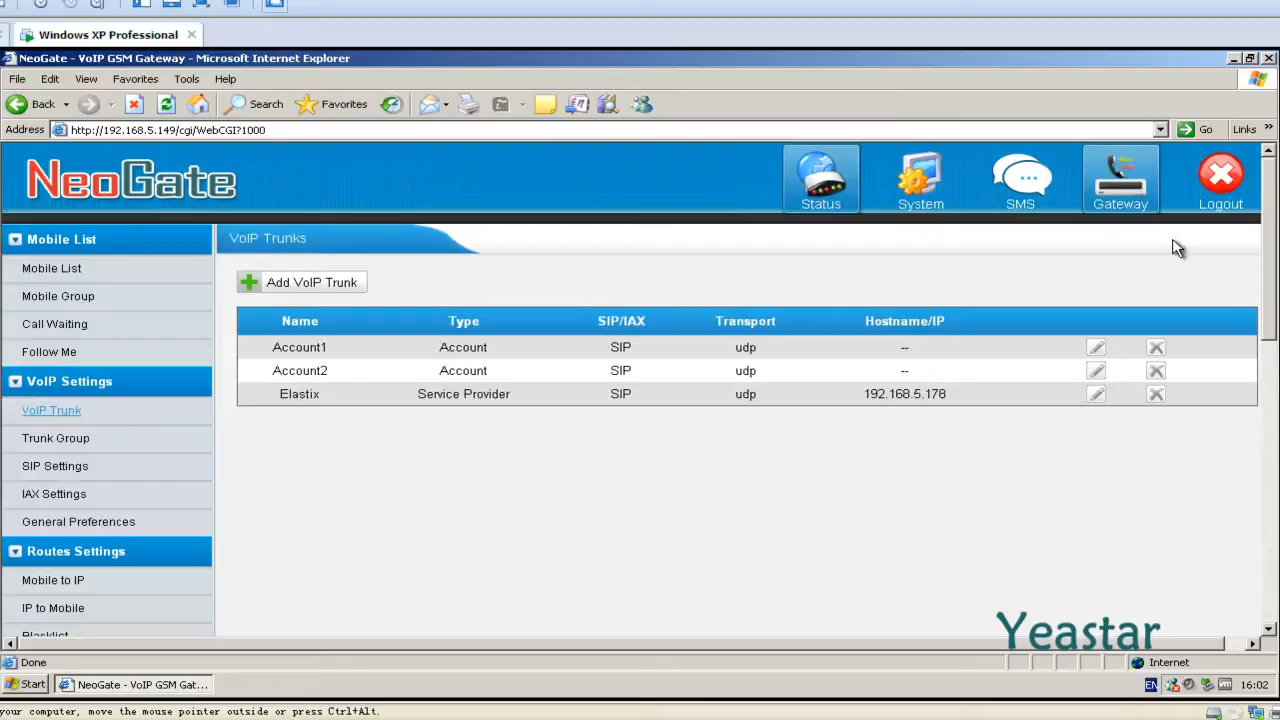 Windows XP Professional
NeoGate - VoIP GSM Gateway - Microsoft Internet Explorer
File Edit View Favorites Tools Help
Back Search Favorites
Address http://192.168.5.149/cgi/WebCGI?1000 Go Links
NeoGate
Status System SMS Gateway Logout
Mobile List
Mobile List
Mobile Group
Call Waiting
Follow Me
VoIP Settings
VoIP Trunk
Trunk Group
SIP Settings
IAX Settings
General Preferences
Routes Settings
Mobile to IP
IP to Mobile
Blacklist
VoIP Trunks
Add VoIP Trunk
Name Type SIP/IAX Transport Hostname/IP
Account1 Account SIP udp --
Account2 Account SIP udp --
Elastix Service Provider SIP udp 192.168.5.178
Yeastar
Done Internet
Start NeoGate - VoIP GSM Gat... EN 16:02
your computer, move the mouse pointer outside or press Ctrl+Alt.